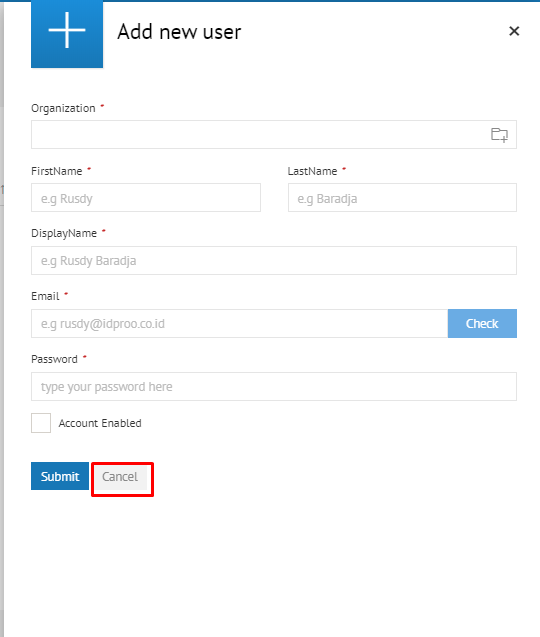 Add new user
Organization *
FirstName * LastName *
e.g Rusdy e.g Baradja
DisplayName *
e.g Rusdy Baradja
Email *
e.g rusdy@idproo.co.id Check
Password *
type your password here
Account Enabled
Submit Cancel